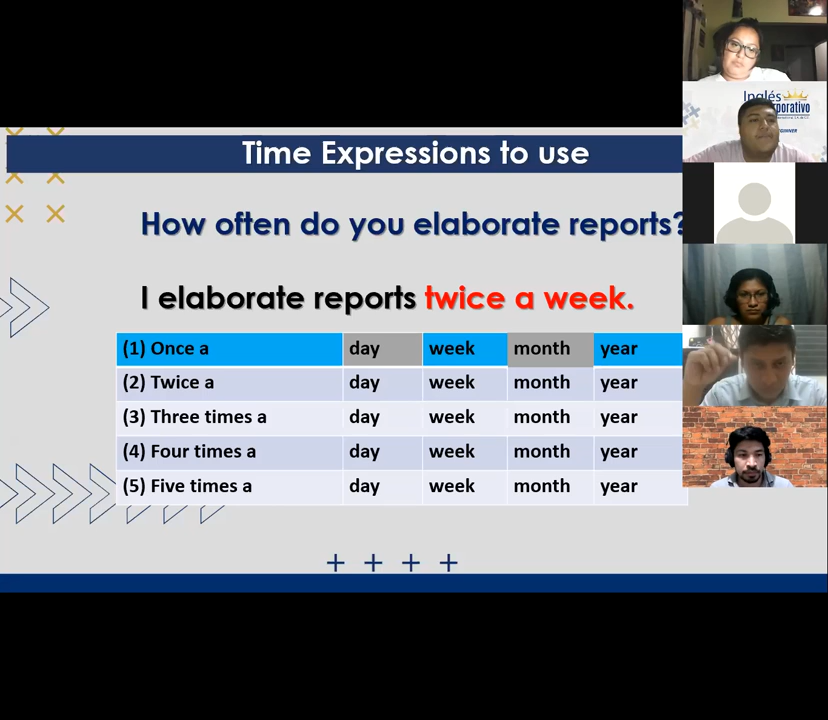 Time Expressions to use
How often do you elaborate reports?
I elaborate reports twice a week.
(1) Once a day week month year
(2) Twice a day week month year
(3) Three times a day week month year
(4) Four times a day week month year
(5) Five times a day week month year
Inglés